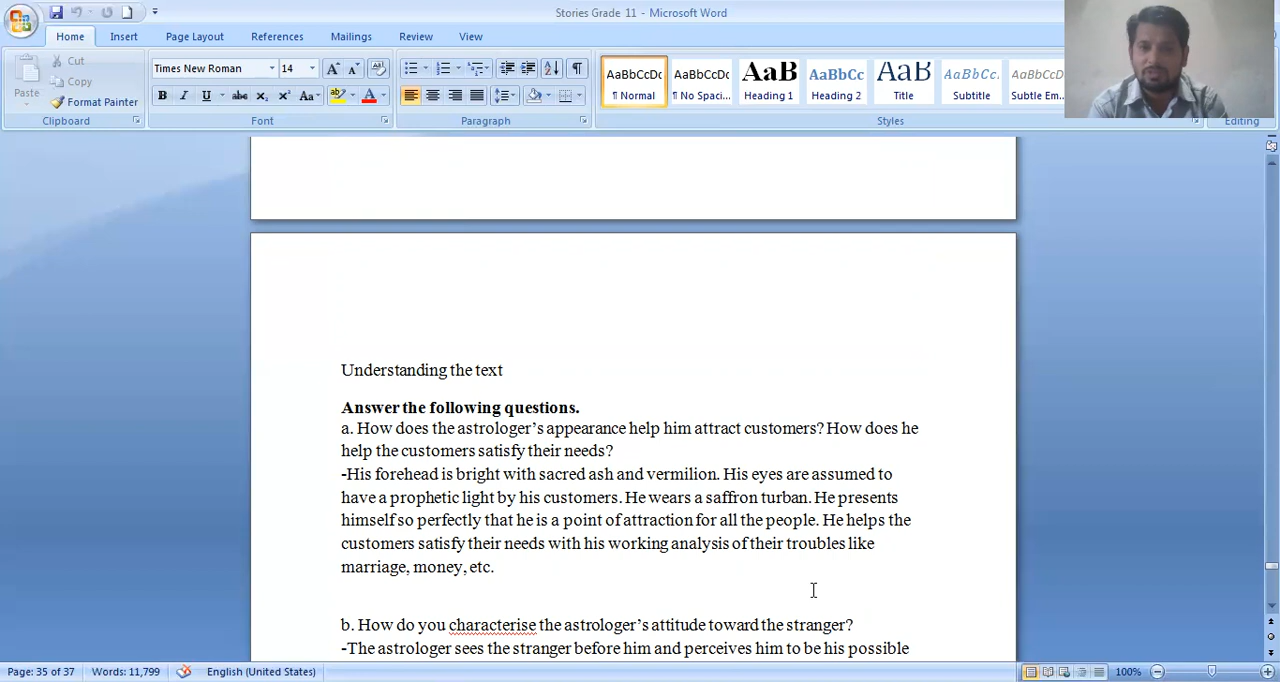 Stories Grade 11 - Microsoft Word
Home Insert Page Layout References Mailings Review View
Cut
Copy
Format Painter
Paste
Clipboard
Times New Roman 14
Font
Paragraph
AaBbCcDc AaBbCcDc AaB AaBbCc AaB AaBbCc. AaBbCcDc
¶ Normal ¶ No Spaci... Heading 1 Heading 2 Title Subtitle Subtle Em...
Styles
Editing
Understanding the text
Answer the following questions.
a. How does the astrologer’s appearance help him attract customers? How does he
help the customers satisfy their needs?
-His forehead is bright with sacred ash and vermilion. His eyes are assumed to
have a prophetic light by his customers. He wears a saffron turban. He presents
himself so perfectly that he is a point of attraction for all the people. He helps the
customers satisfy their needs with his working analysis of their troubles like
marriage, money, etc.
b. How do you characterise the astrologer’s attitude toward the stranger?
-The astrologer sees the stranger before him and perceives him to be his possible
Page: 35 of 37 Words: 11,799 English (United States) 100%